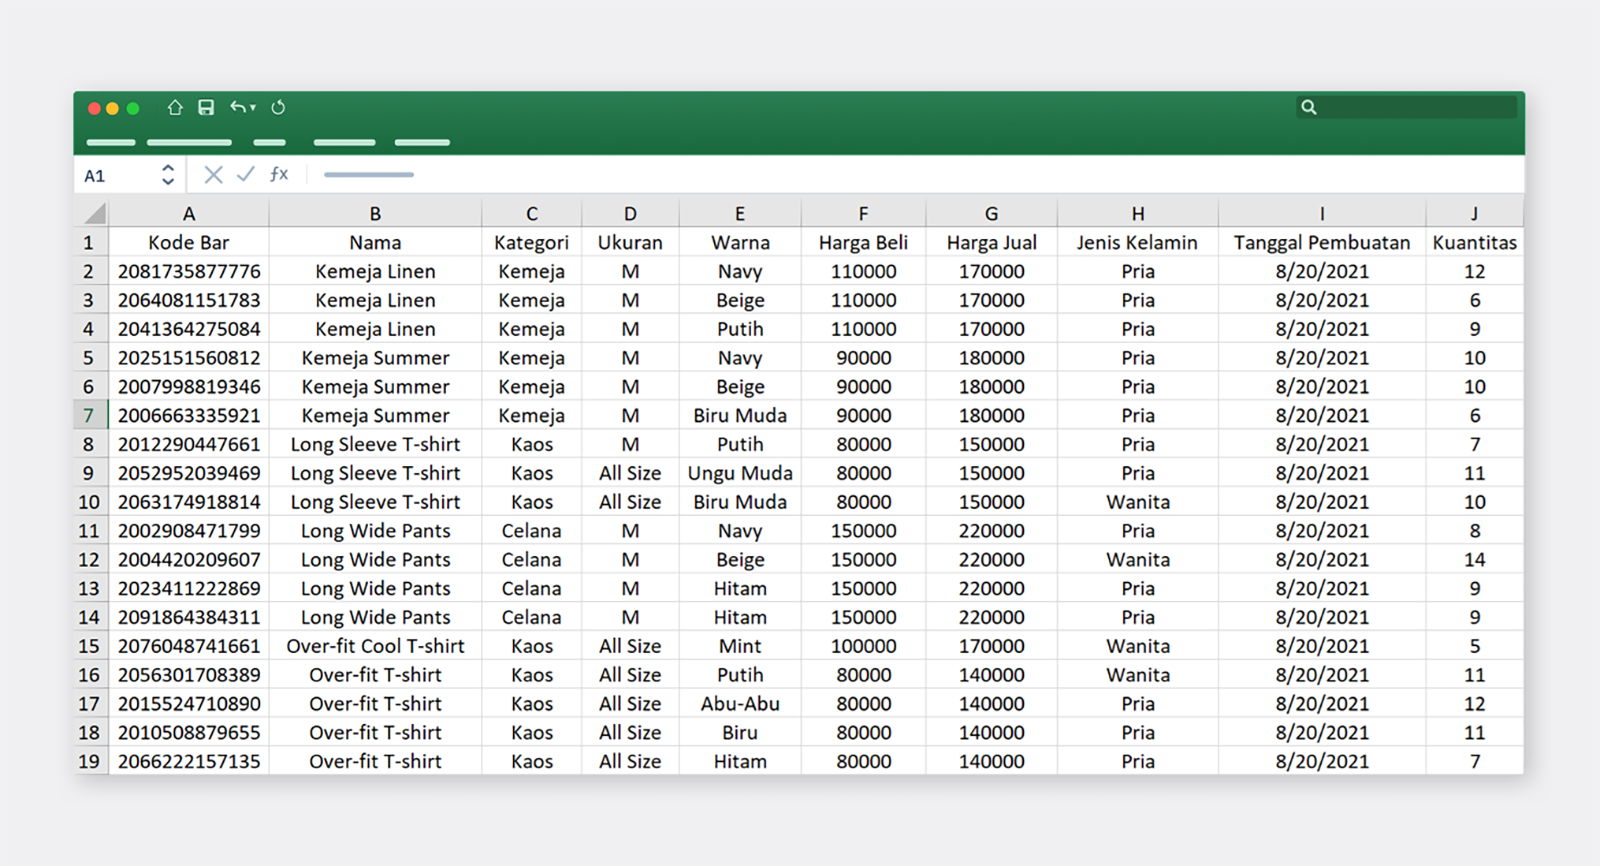 A1 fx
A B C D E F G H I J
1 Kode Bar Nama Kategori Ukuran Warna Harga Beli Harga Jual Jenis Kelamin Tanggal Pembuatan Kuantitas
2 2081735877776 Kemeja Linen Kemeja M Navy 110000 170000 Pria 8/20/2021 12
3 2064081151783 Kemeja Linen Kemeja M Beige 110000 170000 Pria 8/20/2021 6
4 2041364275084 Kemeja Linen Kemeja M Putih 110000 170000 Pria 8/20/2021 9
5 2025151560812 Kemeja Summer Kemeja M Navy 90000 180000 Pria 8/20/2021 10
6 2007998819346 Kemeja Summer Kemeja M Beige 90000 180000 Pria 8/20/2021 10
7 2006663335921 Kemeja Summer Kemeja M Biru Muda 90000 180000 Pria 8/20/2021 6
8 2012290447661 Long Sleeve T-shirt Kaos M Putih 80000 150000 Pria 8/20/2021 7
9 2052952039469 Long Sleeve T-shirt Kaos All Size Ungu Muda 80000 150000 Pria 8/20/2021 11
10 2063174918814 Long Sleeve T-shirt Kaos All Size Biru Muda 80000 150000 Wanita 8/20/2021 10
11 2002908471799 Long Wide Pants Celana M Navy 150000 220000 Pria 8/20/2021 8
12 2004420209607 Long Wide Pants Celana M Beige 150000 220000 Wanita 8/20/2021 14
13 2023411222869 Long Wide Pants Celana M Hitam 150000 220000 Pria 8/20/2021 9
14 2091864384311 Long Wide Pants Celana M Hitam 150000 220000 Pria 8/20/2021 9
15 2076048741661 Over-fit Cool T-shirt Kaos All Size Mint 100000 170000 Wanita 8/20/2021 5
16 2056301708389 Over-fit T-shirt Kaos All Size Putih 80000 140000 Wanita 8/20/2021 11
17 2015524710890 Over-fit T-shirt Kaos All Size Abu-Abu 80000 140000 Pria 8/20/2021 12
18 2010508879655 Over-fit T-shirt Kaos All Size Biru 80000 140000 Pria 8/20/2021 11
19 2066222157135 Over-fit T-shirt Kaos All Size Hitam 80000 140000 Pria 8/20/2021 7